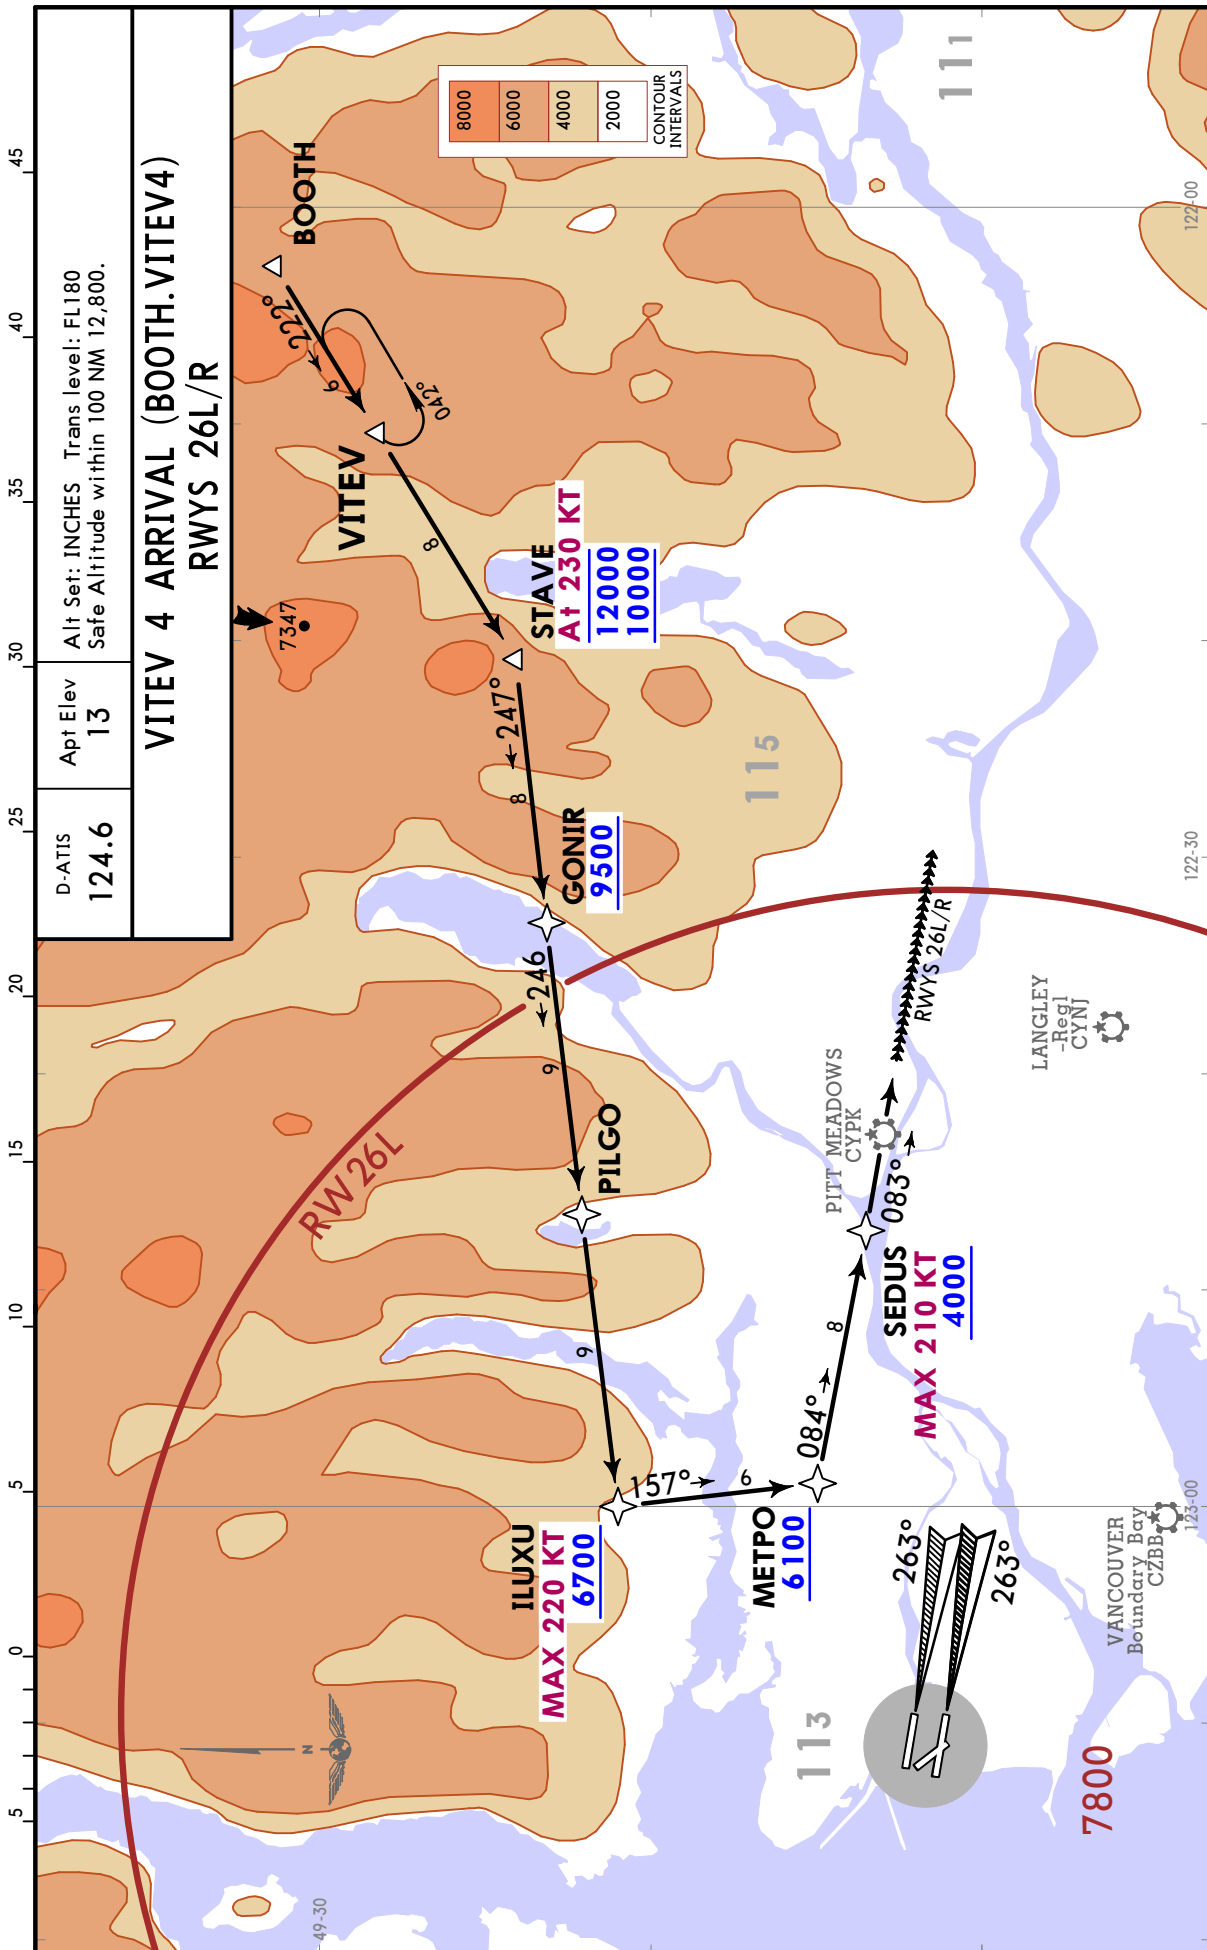 D-ATIS
124.6
Apt Elev
13
Alt Set: INCHES Trans level: FL180
Safe Altitude within 100 NM 12,800.
VITEV 4 ARRIVAL (BOOTH.VITEV4)
RWYS 26L/R
5
0
5
10
15
20
25
30
35
40
45
8000
6000
4000
2000
CONTOUR
INTERVALS
BOOTH
222°
6
042°
VITEV
8
7347
STAVE
At 230 KT
12000
10000
247°
8
GONIR
9500
246
9
PILGO
9
ILUXU
MAX 220 KT
6700
157°
6
METPO
6100
084°
8
SEDUS
MAX 210 KT
4000
083°
RWYS 26L/R
RW 26L
PITT MEADOWS
CYPK
LANGLEY
-Regl
CYNJ
VANCOUVER
Boundary Bay
CZBB
263°
263°
N
111
115
113
7800
49-30
123-00
122-30
122-00